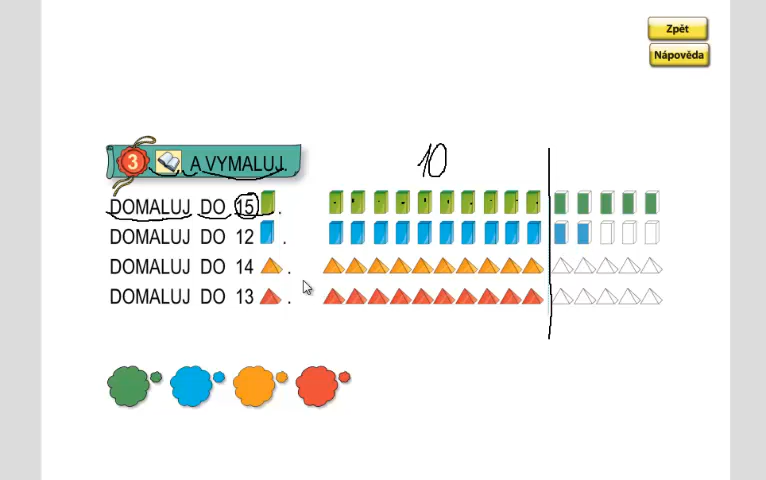 Zpět
Nápověda
3 A VYMALUJ.
10
DOMALUJ DO 15 .
DOMALUJ DO 12 .
DOMALUJ DO 14 .
DOMALUJ DO 13 .